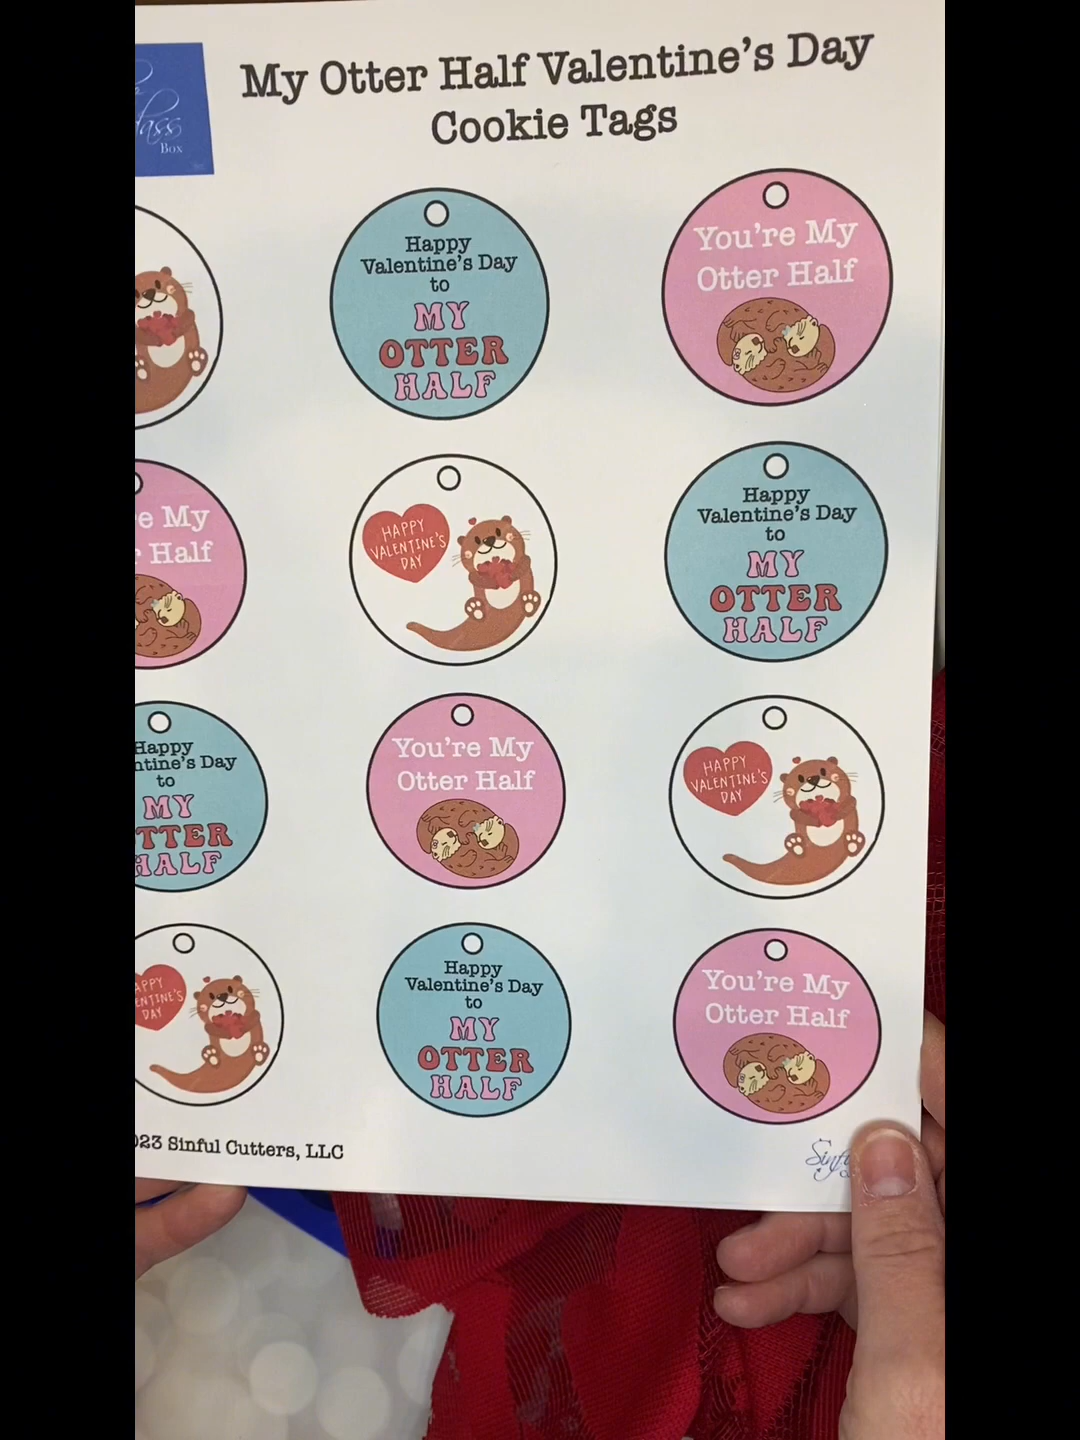 My Otter Half Valentine's Day
Cookie Tags
Box
Happy
Valentine's Day
to
MY
OTTER
HALF
You're My
Otter Half
My
Half
HAPPY
VALENTINE'S
DAY
Happy
Valentine's Day
to
MY
OTTER
HALF
Happy
Day
to
MY
HALF
You're My
Otter Half
HAPPY
VALENTINE'S
DAY
DAY
Happy
Valentine's Day
to
MY
OTTER
HALF
You're My
Otter Half
Sinful Cutters, LLC